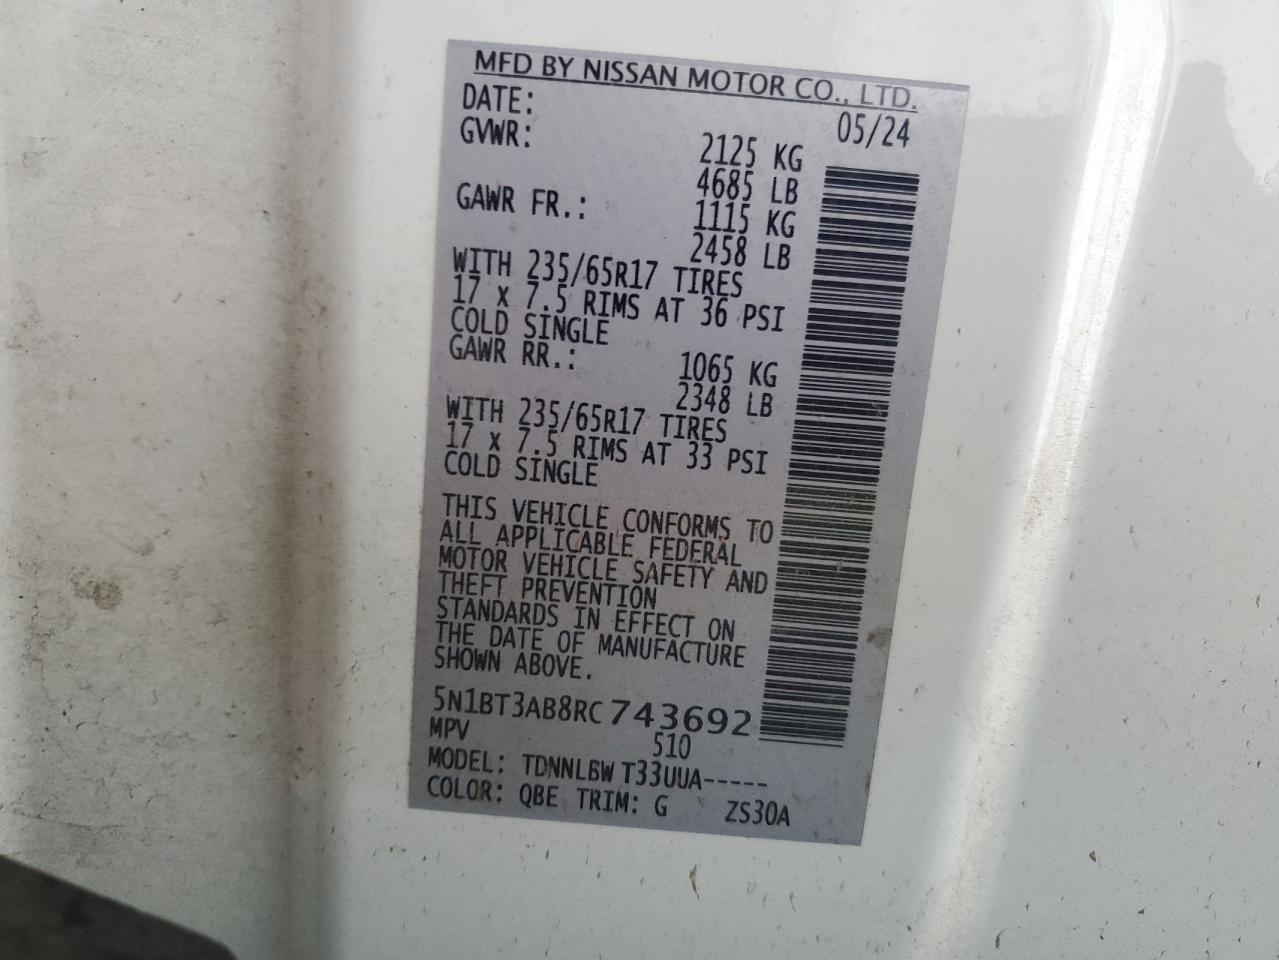 MFD BY NISSAN MOTOR CO., LTD.
DATE: 05/24
GVWR: 2125 KG
4685 LB
GAWR FR.: 1115 KG
2458 LB
WITH 235/65R17 TIRES
17 x 7.5 RIMS AT 36 PSI
COLD SINGLE
GAWR RR.: 1065 KG
2348 LB
WITH 235/65R17 TIRES
17 x 7.5 RIMS AT 33 PSI
COLD SINGLE
THIS VEHICLE CONFORMS TO
ALL APPLICABLE FEDERAL
MOTOR VEHICLE SAFETY AND
THEFT PREVENTION
STANDARDS IN EFFECT ON
THE DATE OF MANUFACTURE
SHOWN ABOVE.
5N1BT3AB8RC743692
MPV 510
MODEL: TDNNLBW T33UUA-----
COLOR: QBE TRIM: G ZS30A